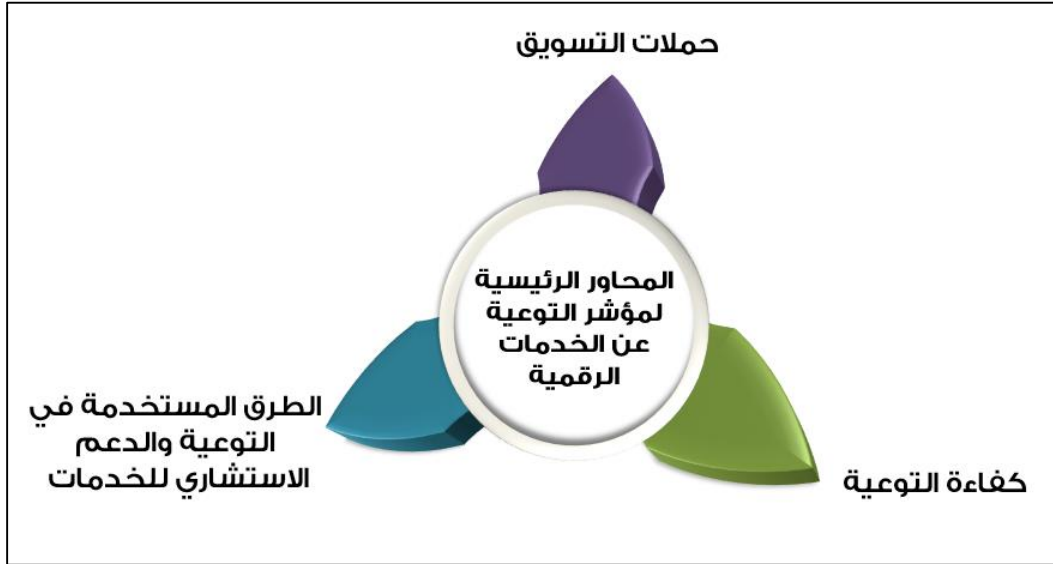 حملات التسويق
المحاور الرئيسية
لمؤشر التوعية
عن الخدمات
الرقمية
كفاءة التوعية
الطرق المستخدمة في
التوعية والدعم
الاستشاري للخدمات